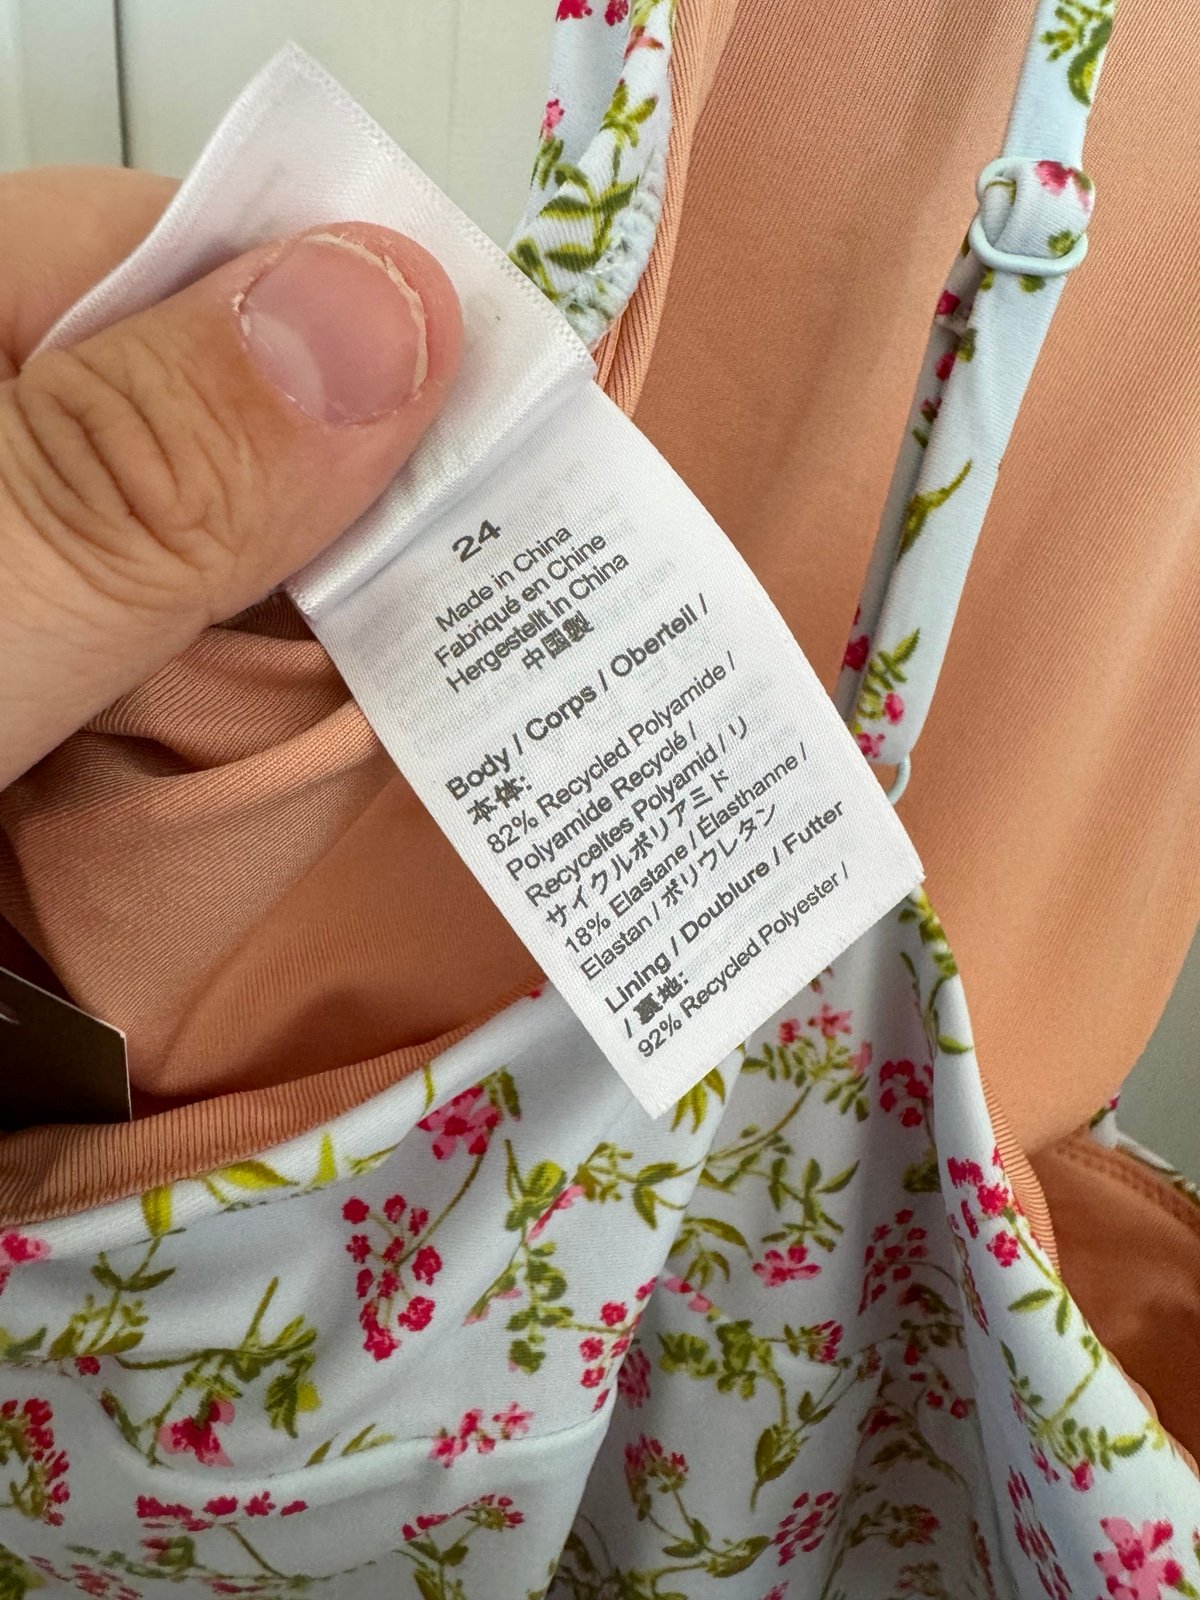 24
Made in China
Fabriqué en Chine
Hergestellt in China
中国製
Body / Corps / Oberteil /
本体:
82% Recycled Polyamide /
Polyamide Recyclé /
Recyceltes Polyamid / リ
サイクルポリアミド
18% Elastane / Élasthanne /
Elastan / ポリウレタン
Lining / Doublure / Futter
/ 裏地:
92% Recycled Polyester /